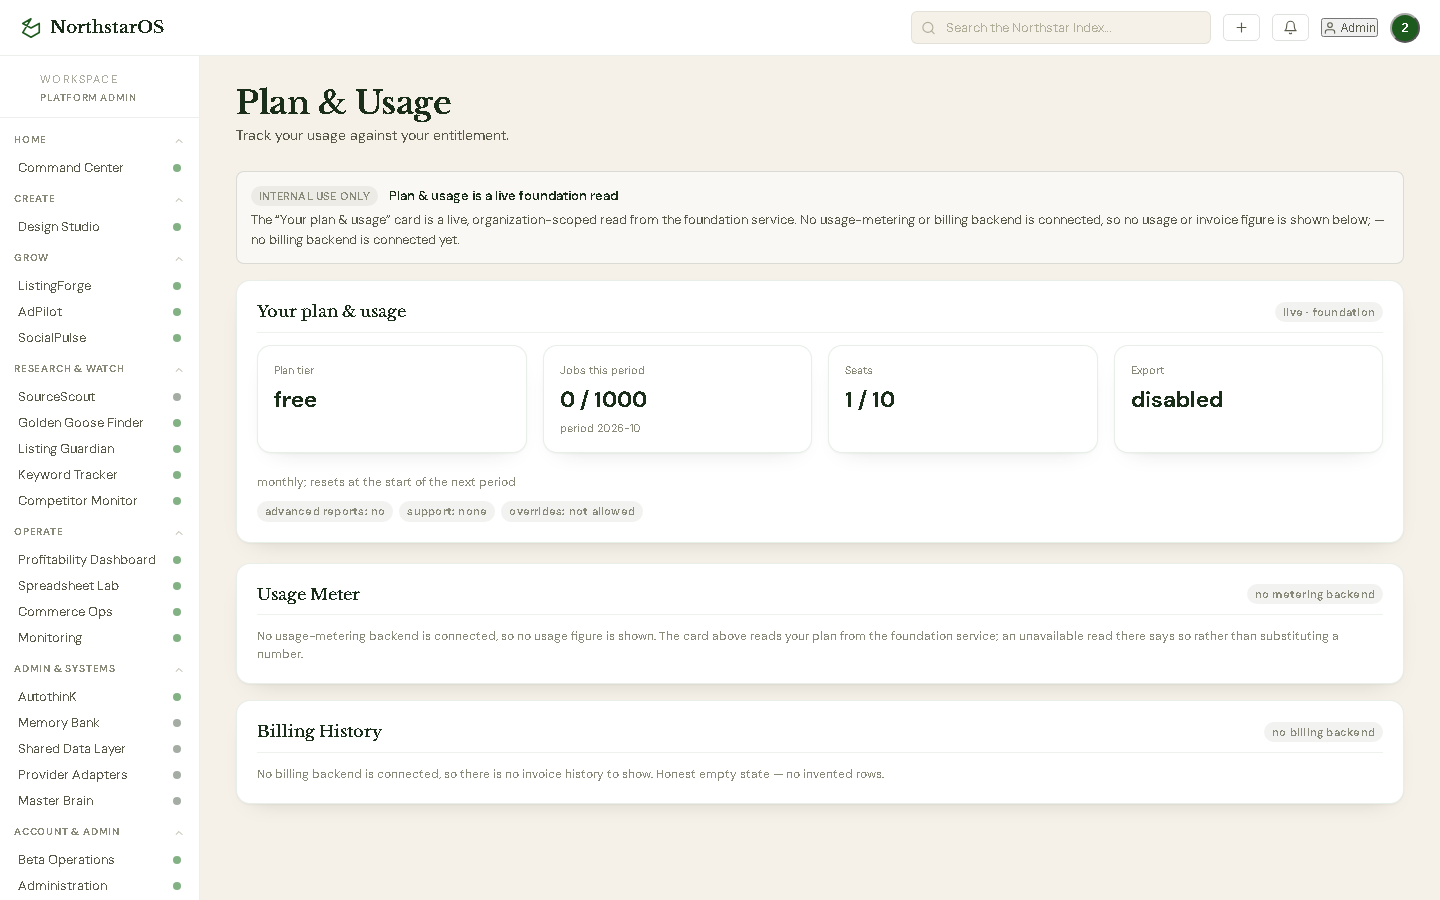 NorthstarOS
Search the Northstar Index...
Admin
2
WORKSPACE
PLATFORM ADMIN
HOME
Command Center
CREATE
Design Studio
GROW
ListingForge
AdPilot
SocialPulse
RESEARCH & WATCH
SourceScout
Golden Goose Finder
Listing Guardian
Keyword Tracker
Competitor Monitor
OPERATE
Profitability Dashboard
Spreadsheet Lab
Commerce Ops
Monitoring
ADMIN & SYSTEMS
AutothinK
Memory Bank
Shared Data Layer
Provider Adapters
Master Brain
ACCOUNT & ADMIN
Beta Operations
Administration
Plan & Usage
Track your usage against your entitlement.
INTERNAL USE ONLY Plan & usage is a live foundation read
The “Your plan & usage” card is a live, organization-scoped read from the foundation service. No usage-metering or billing backend is connected, so no usage or invoice figure is shown below; —
no billing backend is connected yet.
Your plan & usage
live · foundation
Plan tier
free
Jobs this period
0 / 1000
period 2026-10
Seats
1 / 10
Export
disabled
monthly; resets at the start of the next period
advanced reports: no
support: none
overrides: not allowed
Usage Meter
no metering backend
No usage-metering backend is connected, so no usage figure is shown. The card above reads your plan from the foundation service; an unavailable read there says so rather than substituting a
number.
Billing History
no billing backend
No billing backend is connected, so there is no invoice history to show. Honest empty state — no invented rows.